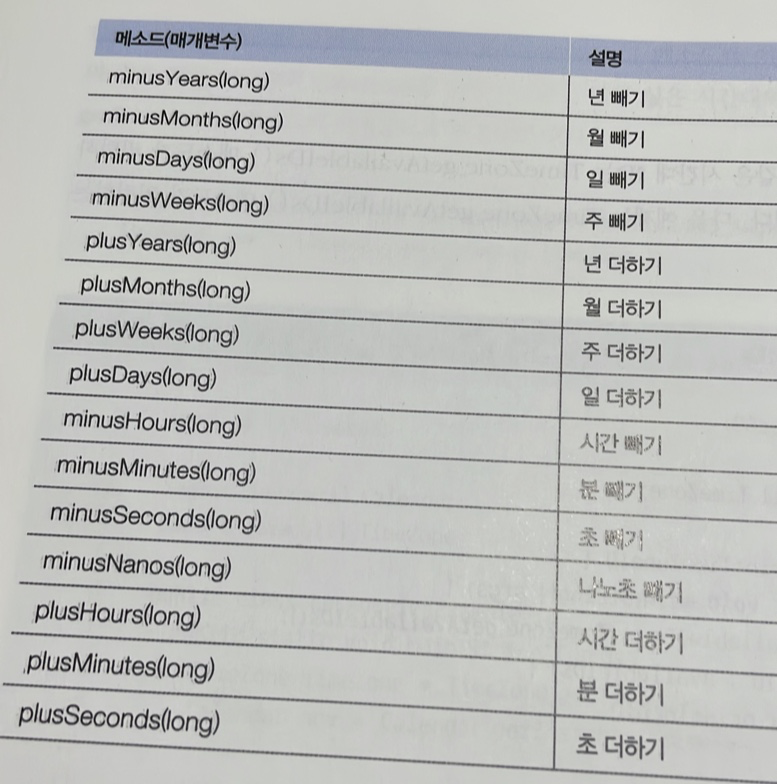 메소드(매개변수) 설명
minusYears(long) 년 빼기
minusMonths(long) 월 빼기
minusDays(long) 일 빼기
minusWeeks(long) 주 빼기
plusYears(long) 년 더하기
plusMonths(long) 월 더하기
plusWeeks(long) 주 더하기
plusDays(long) 일 더하기
minusHours(long) 시간 빼기
minusMinutes(long) 분 빼기
minusSeconds(long) 초 빼기
minusNanos(long) 나노초 빼기
plusHours(long) 시간 더하기
plusMinutes(long) 분 더하기
plusSeconds(long) 초 더하기